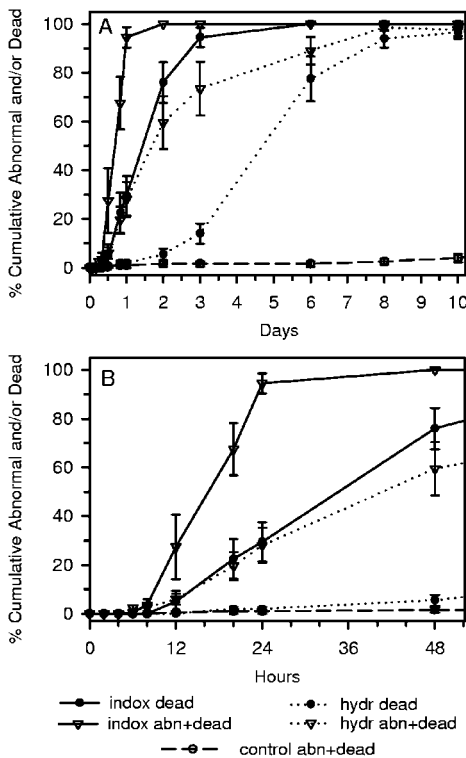 A
% Cumulative Abnormal and/or Dead
100
80
60
40
20
0
0 1 2 3 4 5 6 7 8 9 10
Days
B
% Cumulative Abnormal and/or Dead
100
80
60
40
20
0
0 12 24 36 48
Hours
indox dead
hydr dead
indox abn+dead
hydr abn+dead
control abn+dead